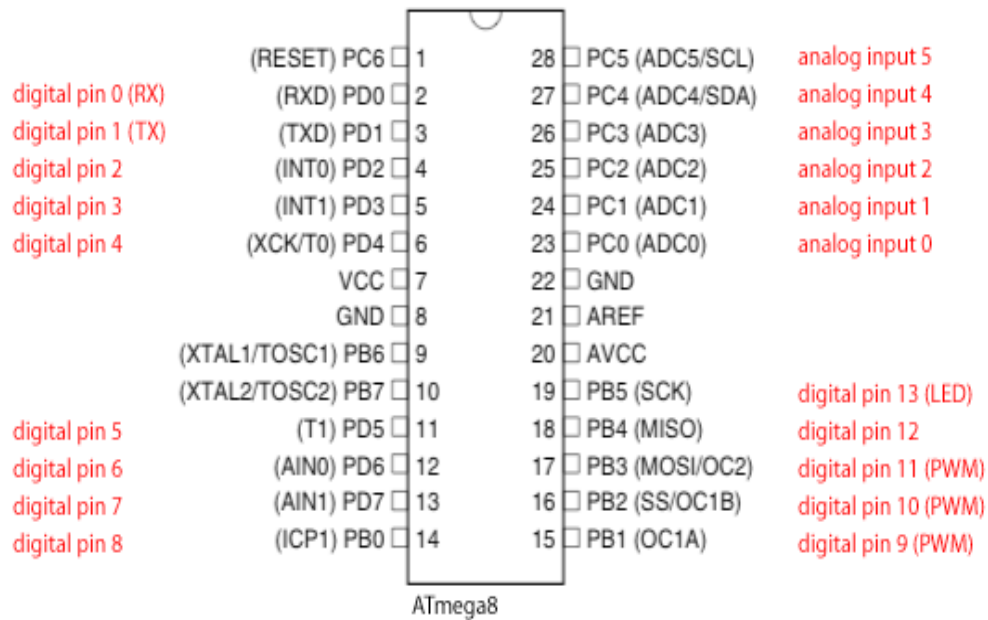 (RESET) PC6 1 28 PC5 (ADC5/SCL) analog input 5
digital pin 0 (RX) (RXD) PD0 2 27 PC4 (ADC4/SDA) analog input 4
digital pin 1 (TX) (TXD) PD1 3 26 PC3 (ADC3) analog input 3
digital pin 2 (INT0) PD2 4 25 PC2 (ADC2) analog input 2
digital pin 3 (INT1) PD3 5 24 PC1 (ADC1) analog input 1
digital pin 4 (XCK/T0) PD4 6 23 PC0 (ADC0) analog input 0
VCC 7 22 GND
GND 8 21 AREF
(XTAL1/TOSC1) PB6 9 20 AVCC
(XTAL2/TOSC2) PB7 10 19 PB5 (SCK) digital pin 13 (LED)
digital pin 5 (T1) PD5 11 18 PB4 (MISO) digital pin 12
digital pin 6 (AIN0) PD6 12 17 PB3 (MOSI/OC2) digital pin 11 (PWM)
digital pin 7 (AIN1) PD7 13 16 PB2 (SS/OC1B) digital pin 10 (PWM)
digital pin 8 (ICP1) PB0 14 15 PB1 (OC1A) digital pin 9 (PWM)
ATmega8